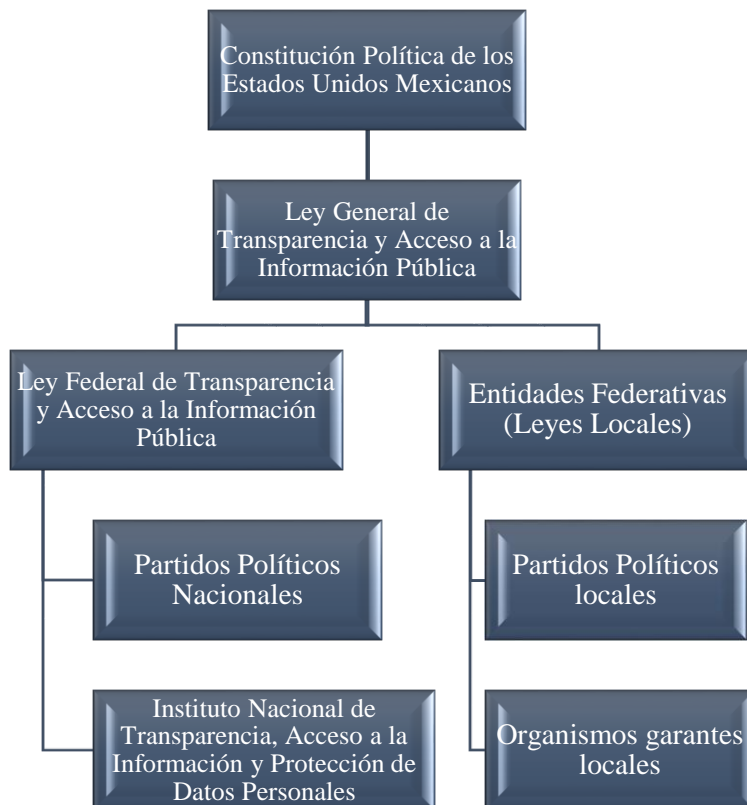 Constitución Política de los
Estados Unidos Mexicanos
Ley General de
Transparencia y Acceso a la
Información Pública
Ley Federal de Transparencia
y Acceso a la Información
Pública
Entidades Federativas
(Leyes Locales)
Partidos Políticos
Nacionales
Partidos Políticos
locales
Instituto Nacional de
Transparencia, Acceso a la
Información y Protección de
Datos Personales
Organismos garantes
locales